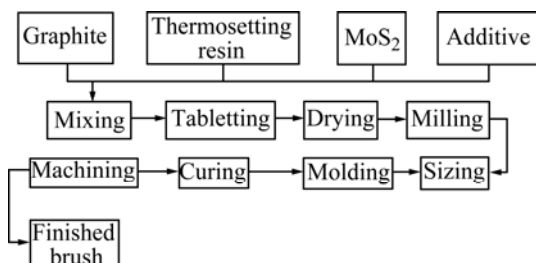 Graphite
Thermosetting
resin
MoS₂
Additive
Mixing
Tabletting
Drying
Milling
Machining
Curing
Molding
Sizing
Finished
brush